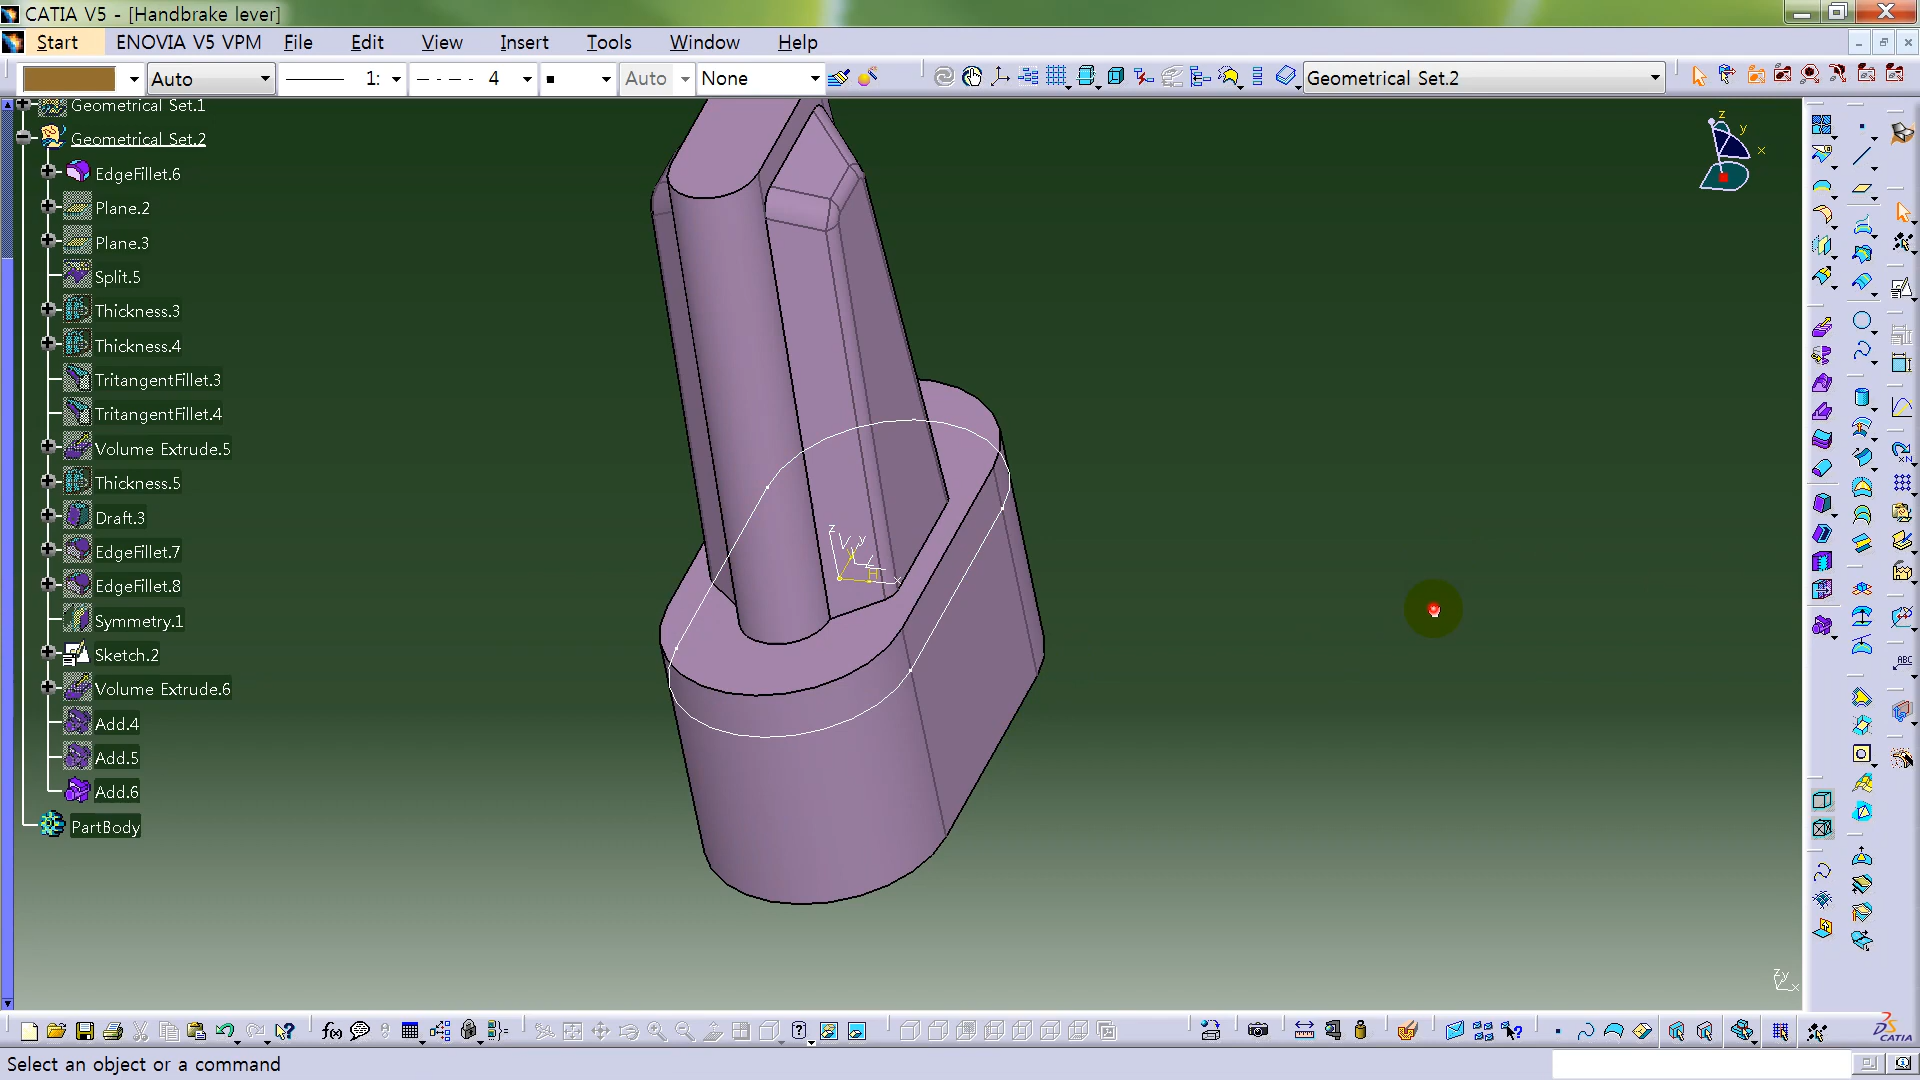 CATIA V5 - [Handbrake lever]
Start ENOVIA V5 VPM File Edit View Insert Tools Window Help
Auto 1: 4 Auto None Geometrical Set.2
Geometrical Set.1
Geometrical Set.2
EdgeFillet.6
Plane.2
Plane.3
Split.5
Thickness.3
Thickness.4
TritangentFillet.3
TritangentFillet.4
Volume Extrude.5
Thickness.5
Draft.3
EdgeFillet.7
EdgeFillet.8
Symmetry.1
Sketch.2
Volume Extrude.6
Add.4
Add.5
Add.6
PartBody
z
y
x
z
y
V
H
x
z y
x
ABC
f(x)
CATIA
Select an object or a command